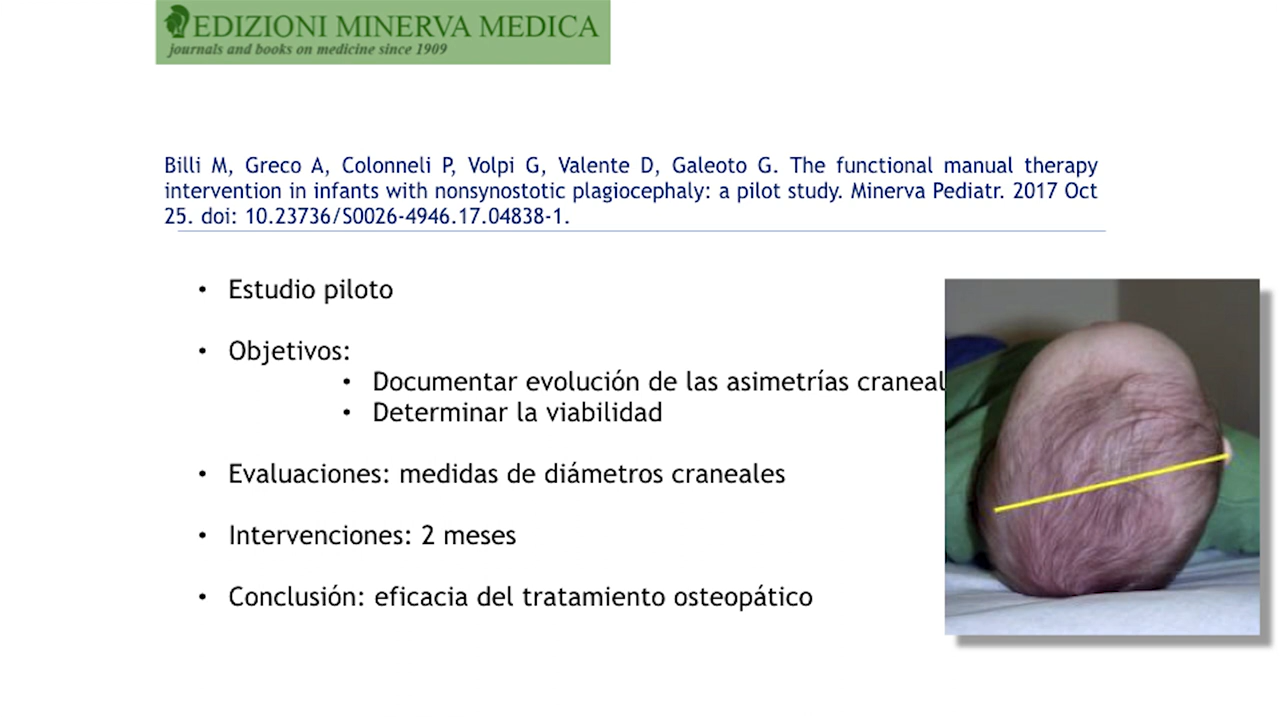 EDIZIONI MINERVA MEDICA
journals and books on medicine since 1909
Billi M, Greco A, Colonneli P, Volpi G, Valente D, Galeoto G. The functional manual therapy
intervention in infants with nonsynostotic plagiocephaly: a pilot study. Minerva Pediatr. 2017 Oct
25. doi: 10.23736/S0026-4946.17.04838-1.
• Estudio piloto
• Objetivos:
• Documentar evolución de las asimetrías craneal
• Determinar la viabilidad
• Evaluaciones: medidas de diámetros craneales
• Intervenciones: 2 meses
• Conclusión: eficacia del tratamiento osteopático